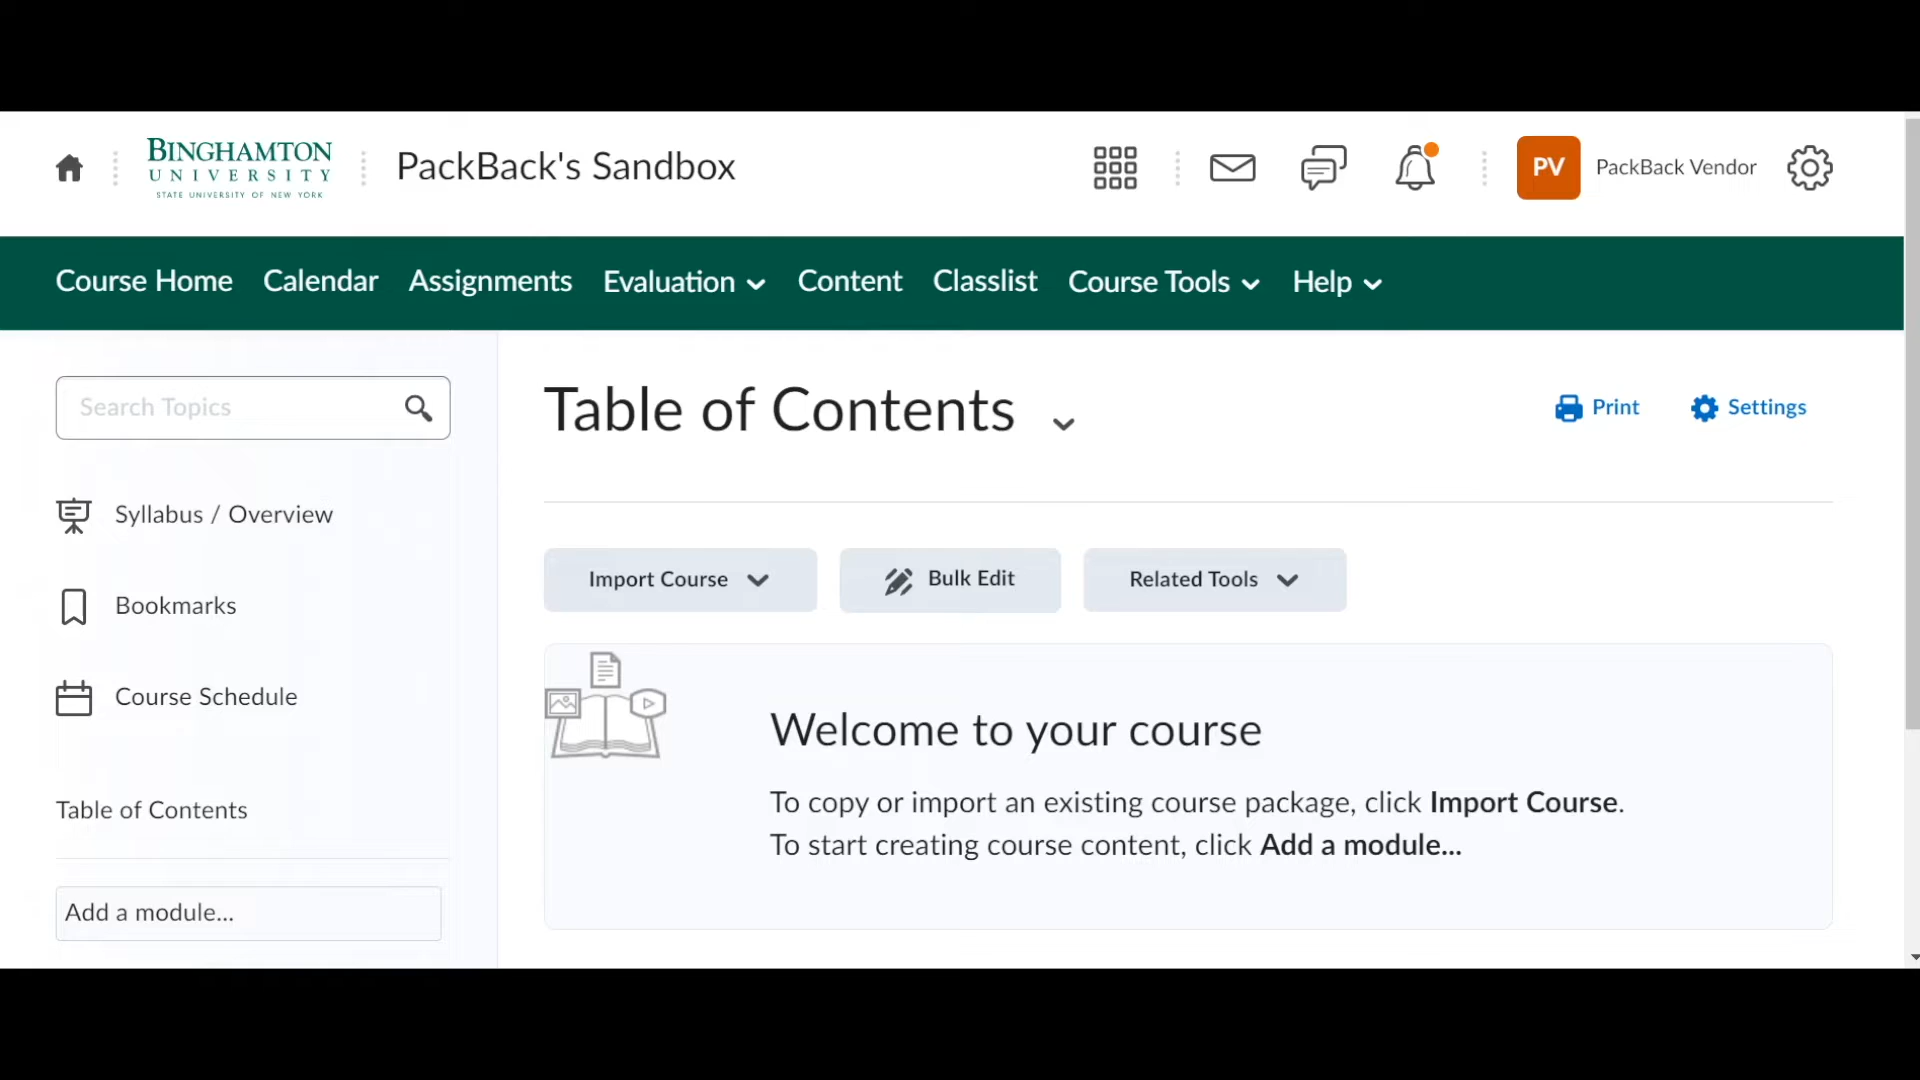 BINGHAMTON
UNIVERSITY
STATE UNIVERSITY OF NEW YORK
PackBack's Sandbox
PV
PackBack Vendor
Course Home
Calendar
Assignments
Evaluation
Content
Classlist
Course Tools
Help
Search Topics
Syllabus / Overview
Bookmarks
Course Schedule
Table of Contents
Add a module...
Table of Contents
Print
Settings
Import Course
Bulk Edit
Related Tools
Welcome to your course
To copy or import an existing course package, click Import Course.
To start creating course content, click Add a module...